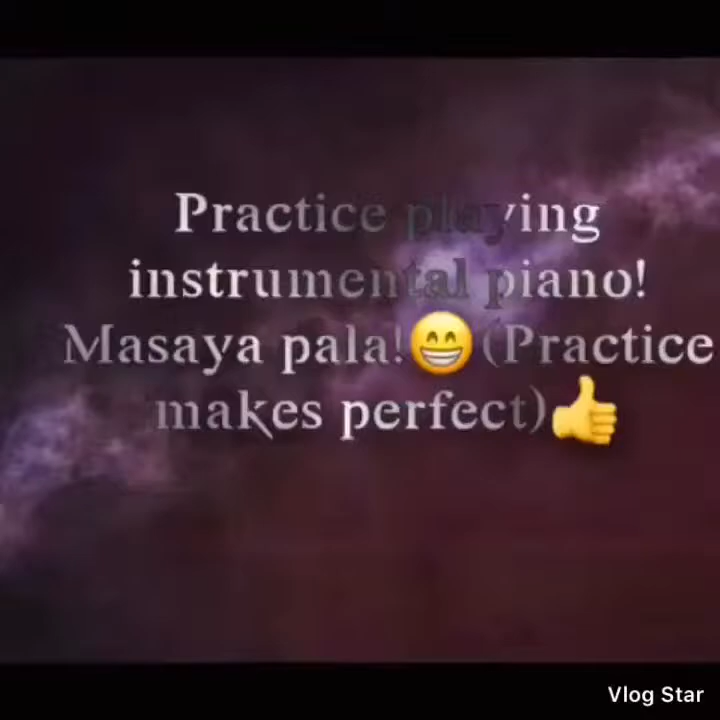 Practice playing
instrumental piano!
Masaya pala!😁(Practice
makes perfect)👍
Vlog Star